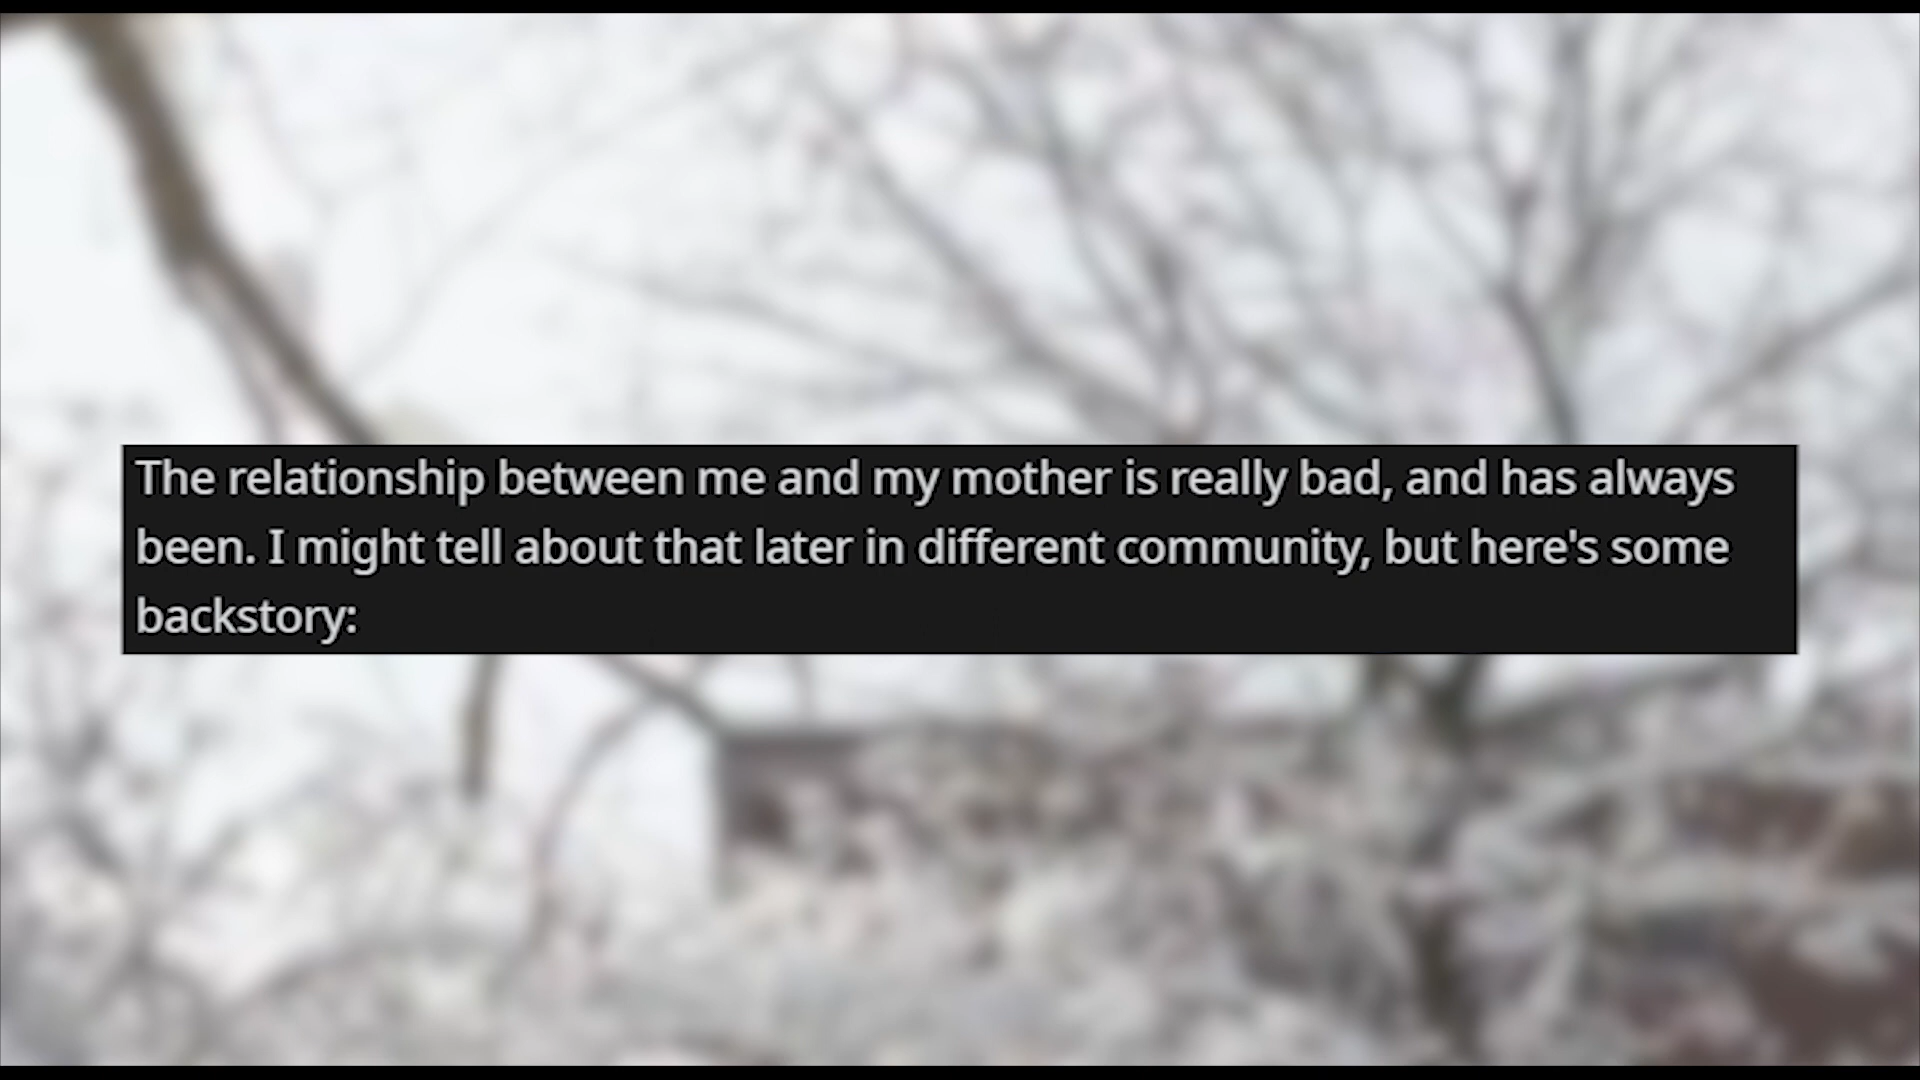 The relationship between me and my mother is really bad, and has always
been. I might tell about that later in different community, but here's some
backstory: